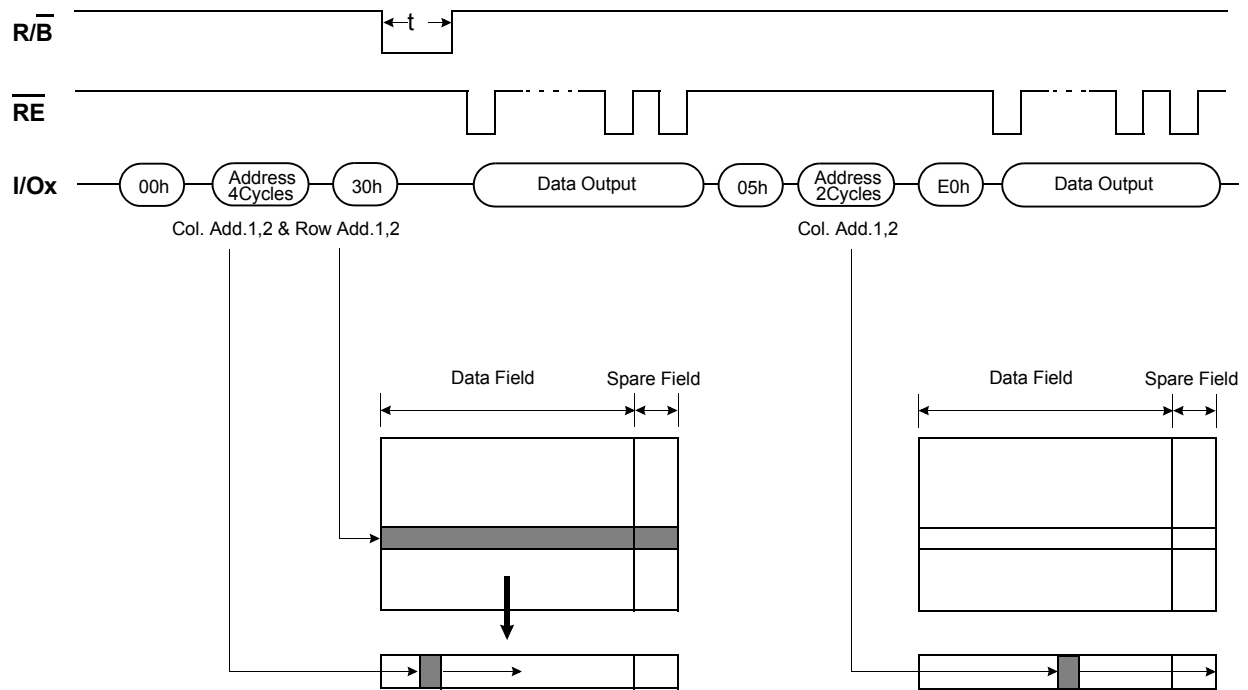 R/B
t
RE
I/Ox
00h
Address
4Cycles
30h
Data Output
05h
Address
2Cycles
E0h
Data Output
Col. Add.1,2 & Row Add.1,2
Col. Add.1,2
Data Field
Spare Field
Data Field
Spare Field